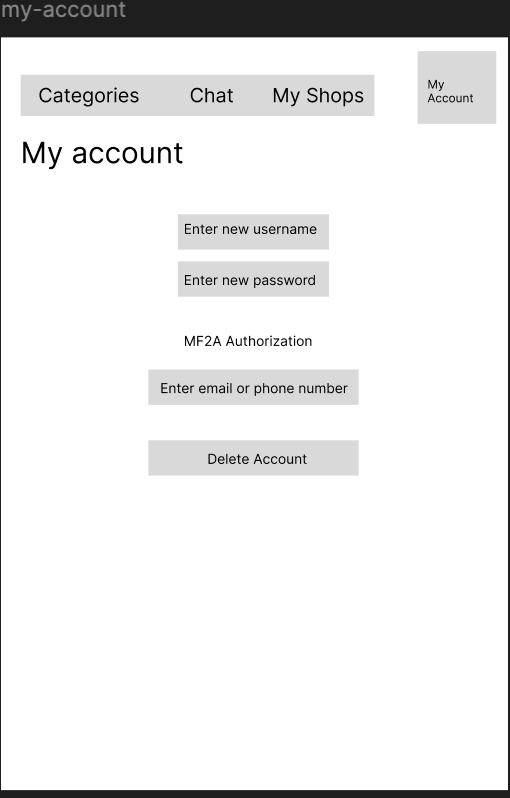 my-account
Categories Chat My Shops
My
Account
My account
Enter new username
Enter new password
MF2A Authorization
Enter email or phone number
Delete Account